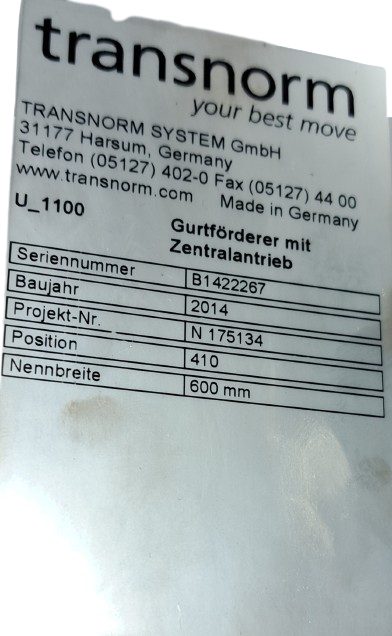 transnorm
your best move
TRANSNORM SYSTEM GmbH
31177 Harsum, Germany
Telefon (05127) 402-0 Fax (05127) 44 00
www.transnorm.com Made in Germany
U_1100 Gurtförderer mit
Zentralantrieb
Seriennummer B1422267
Baujahr 2014
Projekt-Nr. N 175134
Position 410
Nennbreite 600 mm